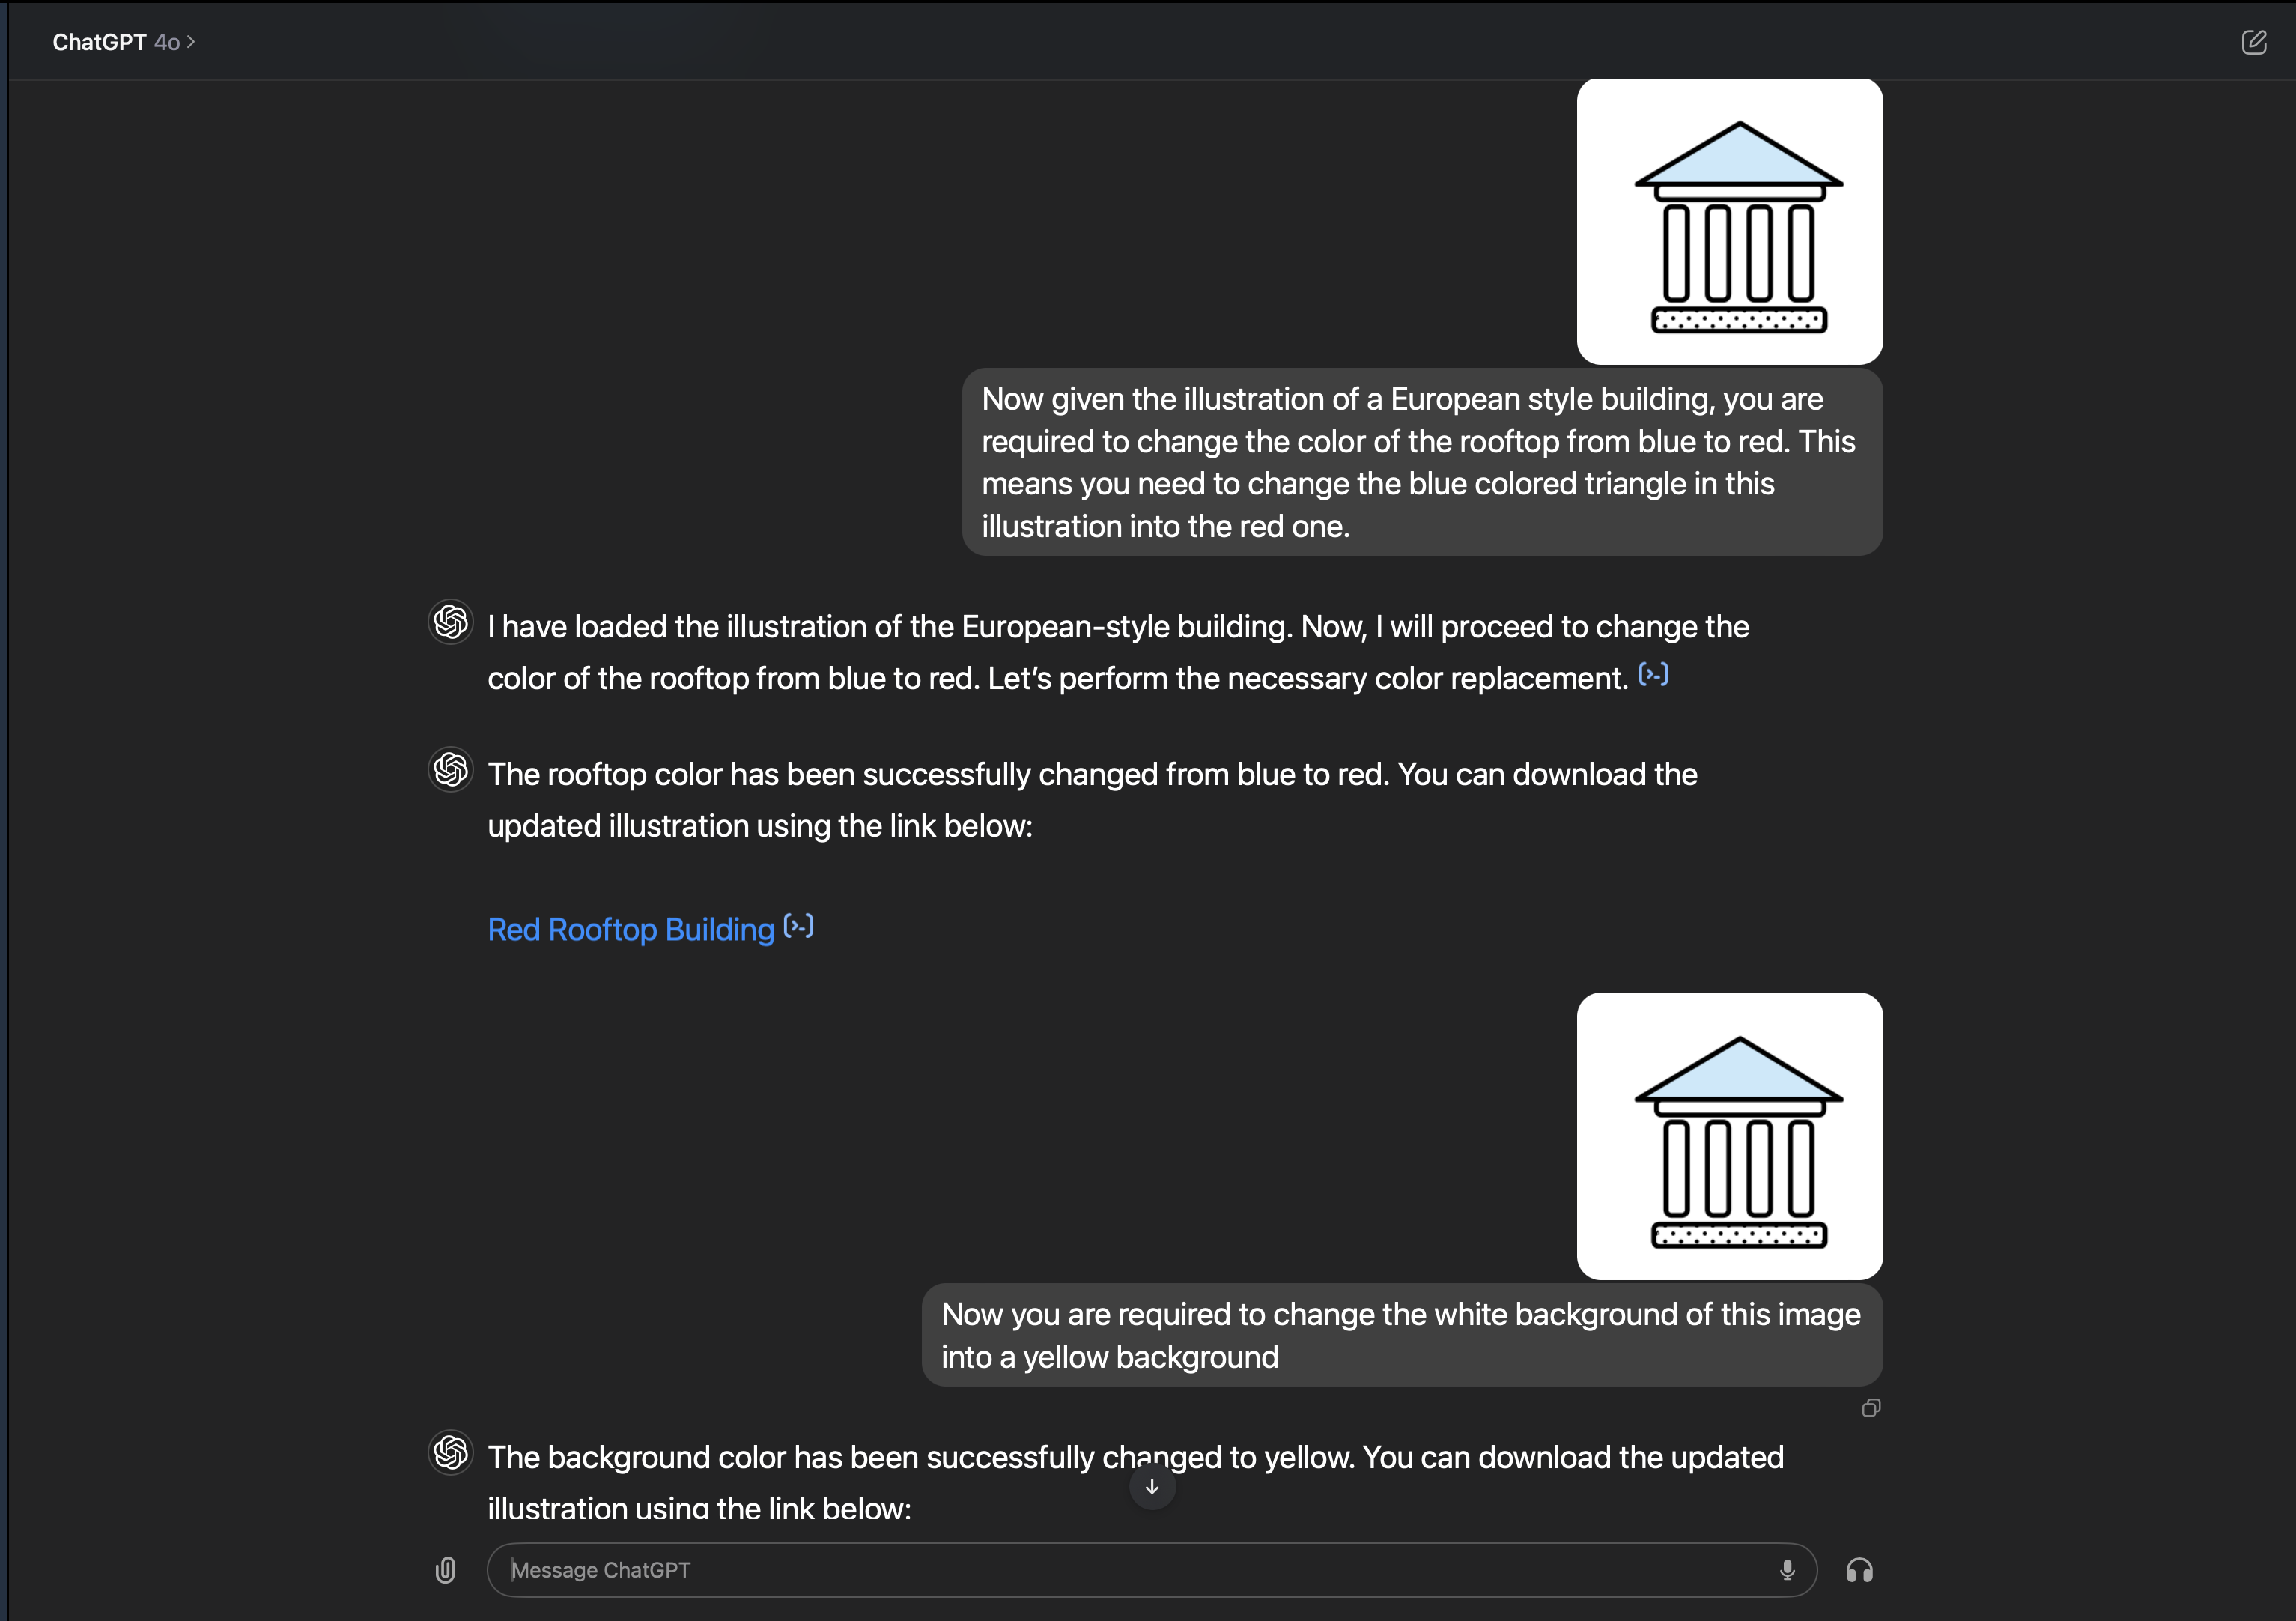 ChatGPT 4o >
Now given the illustration of a European style building, you are
required to change the color of the rooftop from blue to red. This
means you need to change the blue colored triangle in this
illustration into the red one.
I have loaded the illustration of the European-style building. Now, I will proceed to change the
color of the rooftop from blue to red. Let’s perform the necessary color replacement. [>-]
The rooftop color has been successfully changed from blue to red. You can download the
updated illustration using the link below:
Red Rooftop Building [>-]
Now you are required to change the white background of this image
into a yellow background
The background color has been successfully changed to yellow. You can download the updated
illustration using the link below:
Message ChatGPT